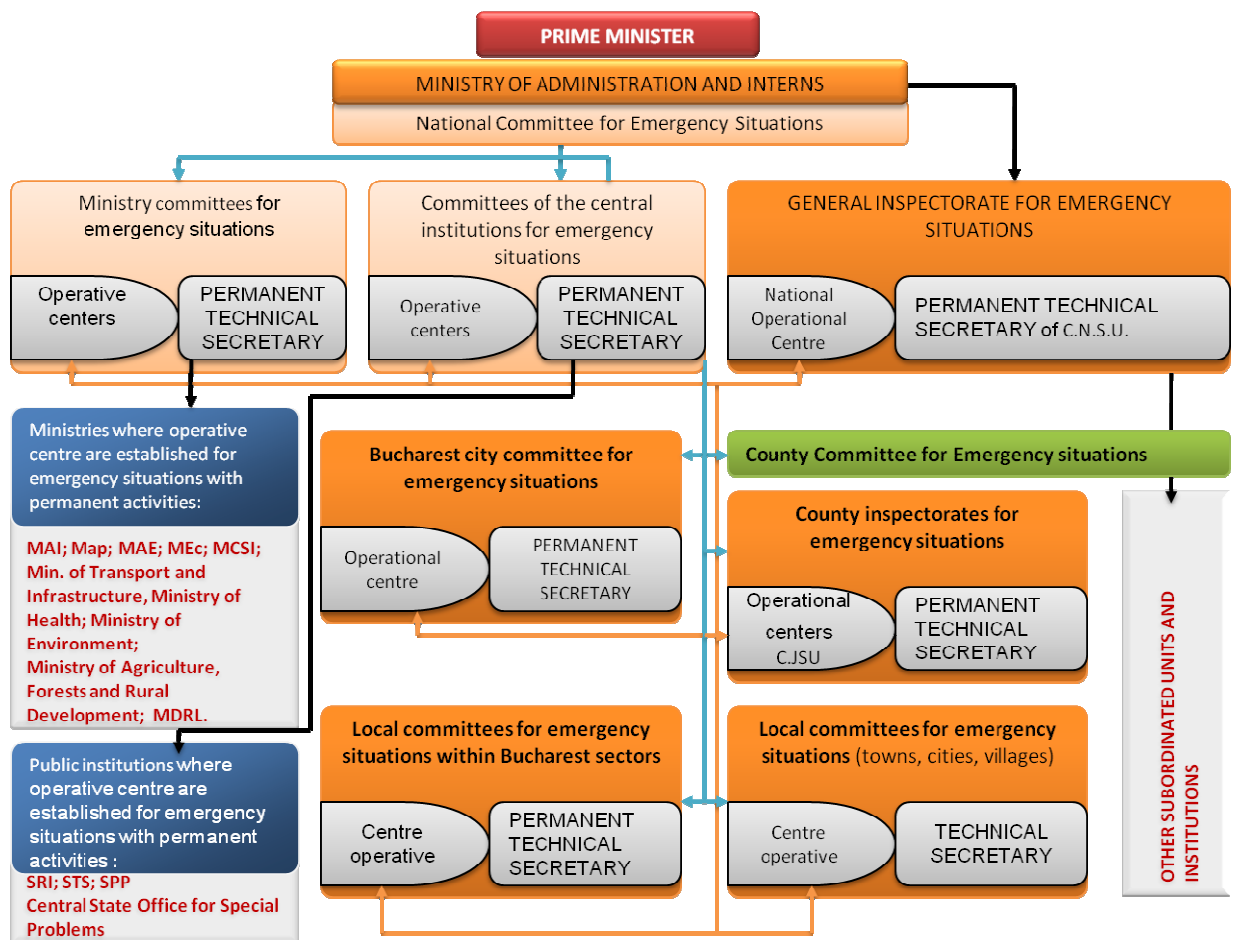 PRIME MINISTER
MINISTRY OF ADMINISTRATION AND INTERNS
National Committee for Emergency Situations
Ministry committees for
emergency situations
Operative
centers
PERMANENT
TECHNICAL
SECRETARY
Committees of the central
institutions for emergency
situations
Operative
centers
PERMANENT
TECHNICAL
SECRETARY
GENERAL INSPECTORATE FOR EMERGENCY
SITUATIONS
National
Operational
Centre
PERMANENT TECHNICAL
SECRETARY of C.N.S.U.
Ministries where operative
centre are established for
emergency situations with
permanent activities:
MAI; Map; MAE; MEc; MCSI;
Min. of Transport and
Infrastructure, Ministry of
Health; Ministry of
Environment;
Ministry of Agriculture,
Forests and Rural
Development; MDRL.
Public institutions where
operative centre are
established for emergency
situations with permanent
activities :
SRI; STS; SPP
Central State Office for Special
Problems
Bucharest city committee for
emergency situations
Operational
centre
PERMANENT
TECHNICAL
SECRETARY
County Committee for Emergency situations
County inspectorates for
emergency situations
Operational
centers
C.JSU
PERMANENT
TECHNICAL
SECRETARY
Local committees for emergency
situations within Bucharest sectors
Centre
operative
PERMANENT
TECHNICAL
SECRETARY
Local committees for emergency
situations (towns, cities, villages)
Centre
operative
TECHNICAL
SECRETARY
OTHER SUBORDINATED UNITS AND
INSTITUTIONS